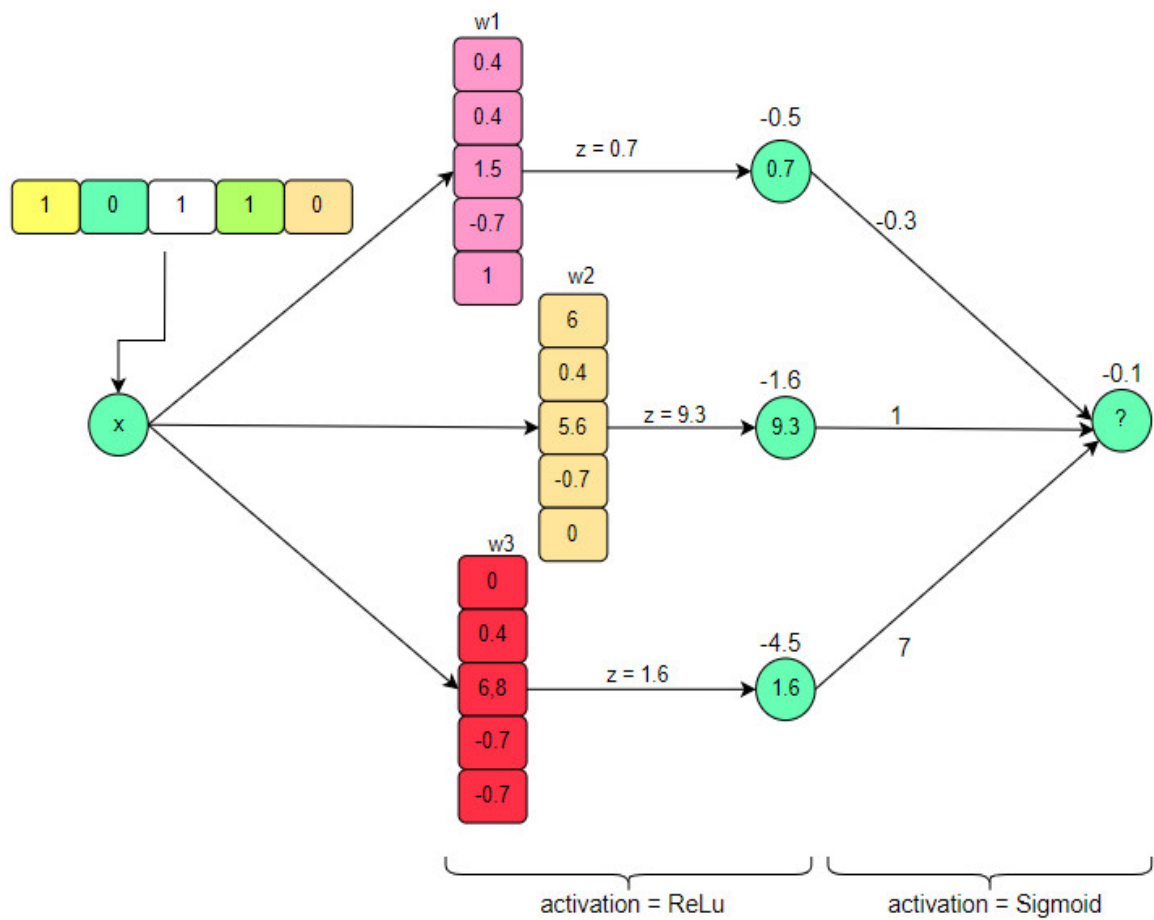 w1
0.4
0.4
1.5
-0.7
1
z = 0.7
-0.5
0.7
-0.3
1 0 1 1 0
x
w2
6
0.4
5.6
-0.7
0
z = 9.3
-1.6
9.3
1
-0.1
?
w3
0
0.4
6,8
-0.7
-0.7
z = 1.6
-4.5
1.6
7
activation = ReLu
activation = Sigmoid